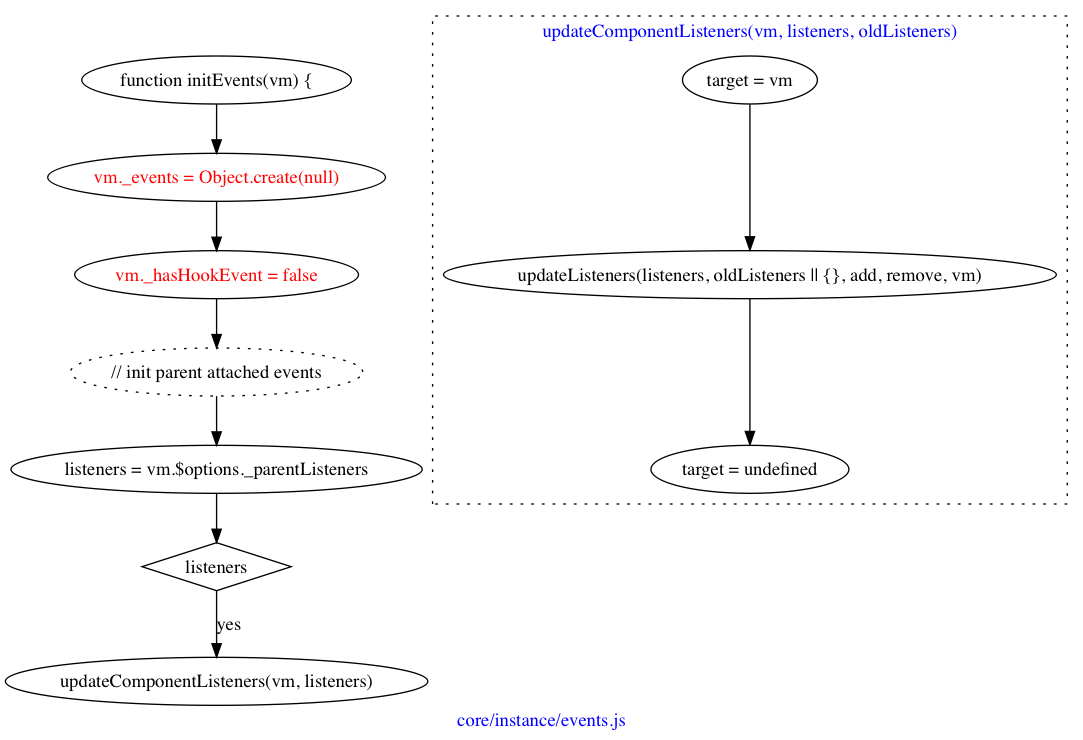 function initEvents(vm) {
vm._events = Object.create(null)
vm._hasHookEvent = false
// init parent attached events
listeners = vm.$options._parentListeners
listeners
yes
updateComponentListeners(vm, listeners)
updateComponentListeners(vm, listeners, oldListeners)
target = vm
updateListeners(listeners, oldListeners || {}, add, remove, vm)
target = undefined
core/instance/events.js